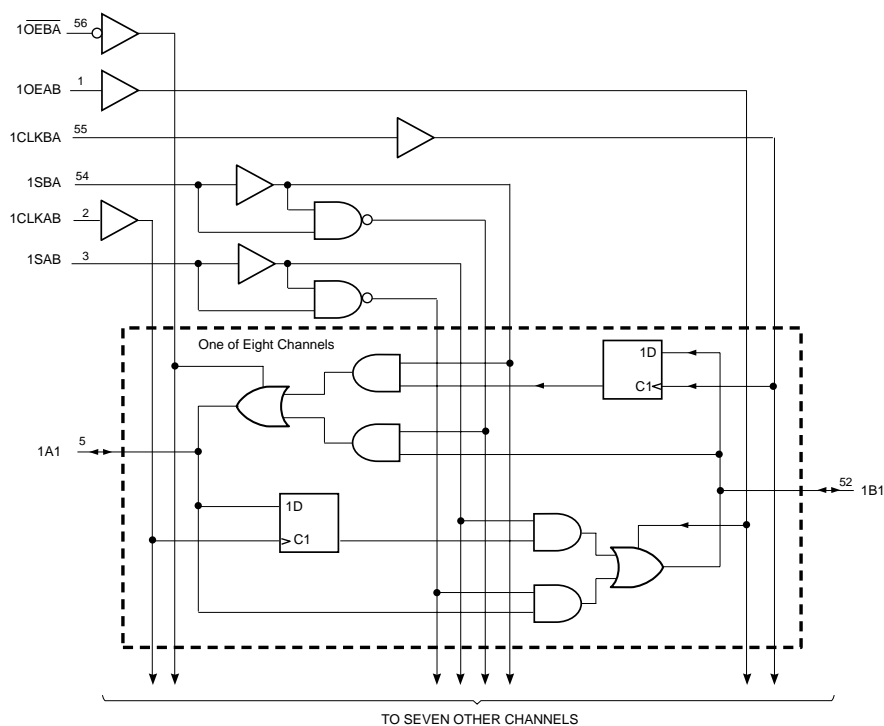 1O̅E̅B̅A̅ 56
1OEAB 1
1CLKBA 55
1SBA 54
1CLKAB 2
1SAB 3
One of Eight Channels
1D
C1
1A1 5
52 1B1
1D
C1
TO SEVEN OTHER CHANNELS